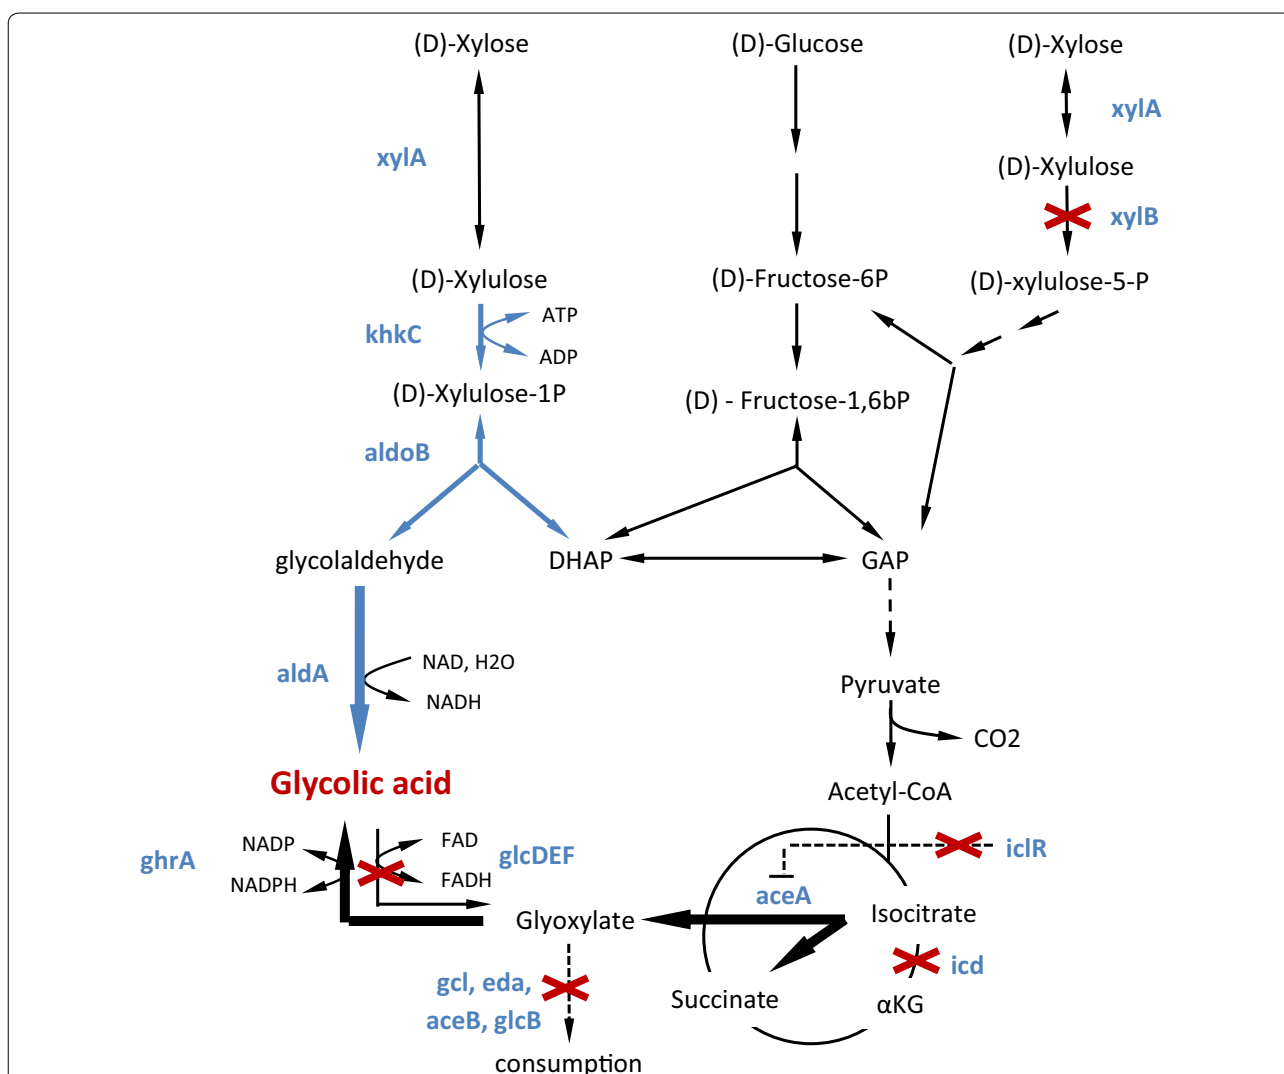 (D)-Xylose
(D)-Glucose
(D)-Xylose
xylA
xylA
(D)-Xylulose
xylB
(D)-Xylulose
(D)-Fructose-6P
(D)-xylulose-5-P
khkC
ATP
ADP
(D)-Xylulose-1P
(D) - Fructose-1,6bP
aldoB
glycolaldehyde
DHAP
GAP
aldA
NAD, H2O
NADH
Pyruvate
CO2
Glycolic acid
Acetyl-CoA
ghrA
NADP
NADPH
FAD
FADH
glcDEF
iclR
aceA
Glyoxylate
Isocitrate
icd
gcl, eda,
aceB, glcB
Succinate
αKG
consumption